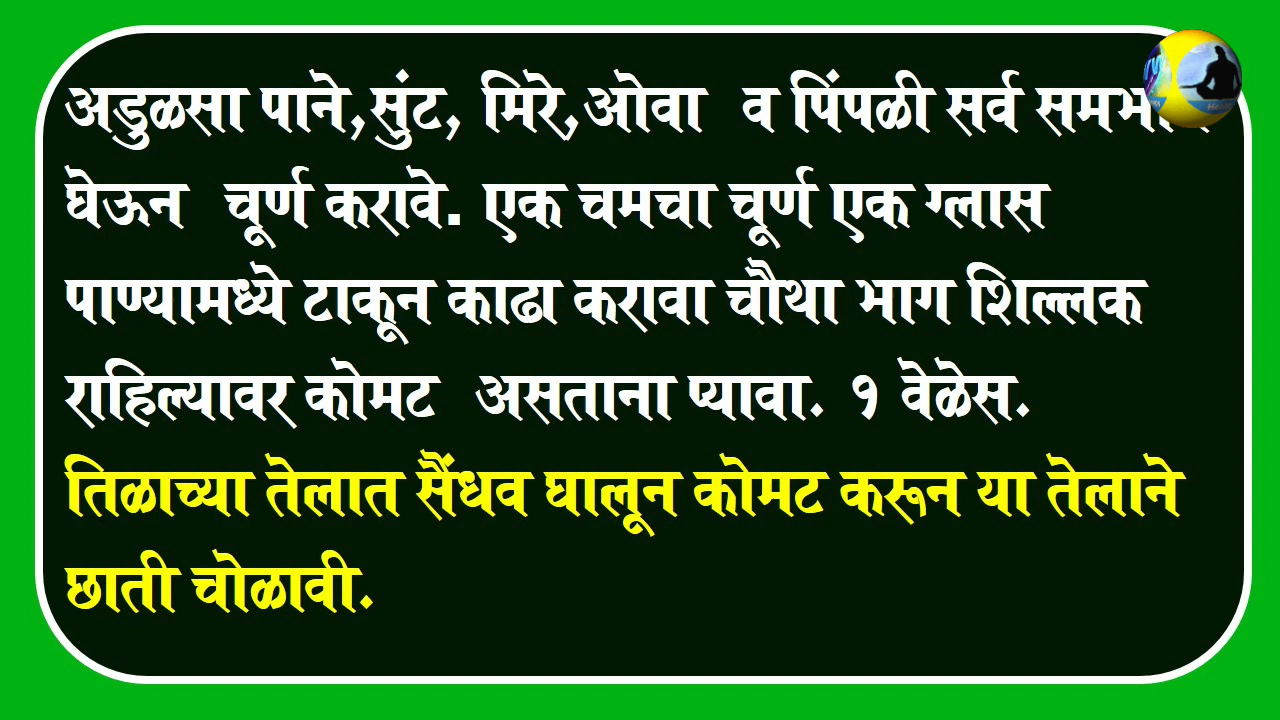 अडुळसा पाने,सुंट, मिरे,ओवा व पिंपळी सर्व
घेऊन चूर्ण करावे. एक चमचा चूर्ण एक ग्लास
पाण्यामध्ये टाकून काढा करावा चौथा भाग शिल्लक
राहिल्यावर कोमट असताना प्यावा. १ वेळेस.
तिळाच्या तेलात सैंधव घालून कोमट करून या तेलाने
छाती चोळावी.